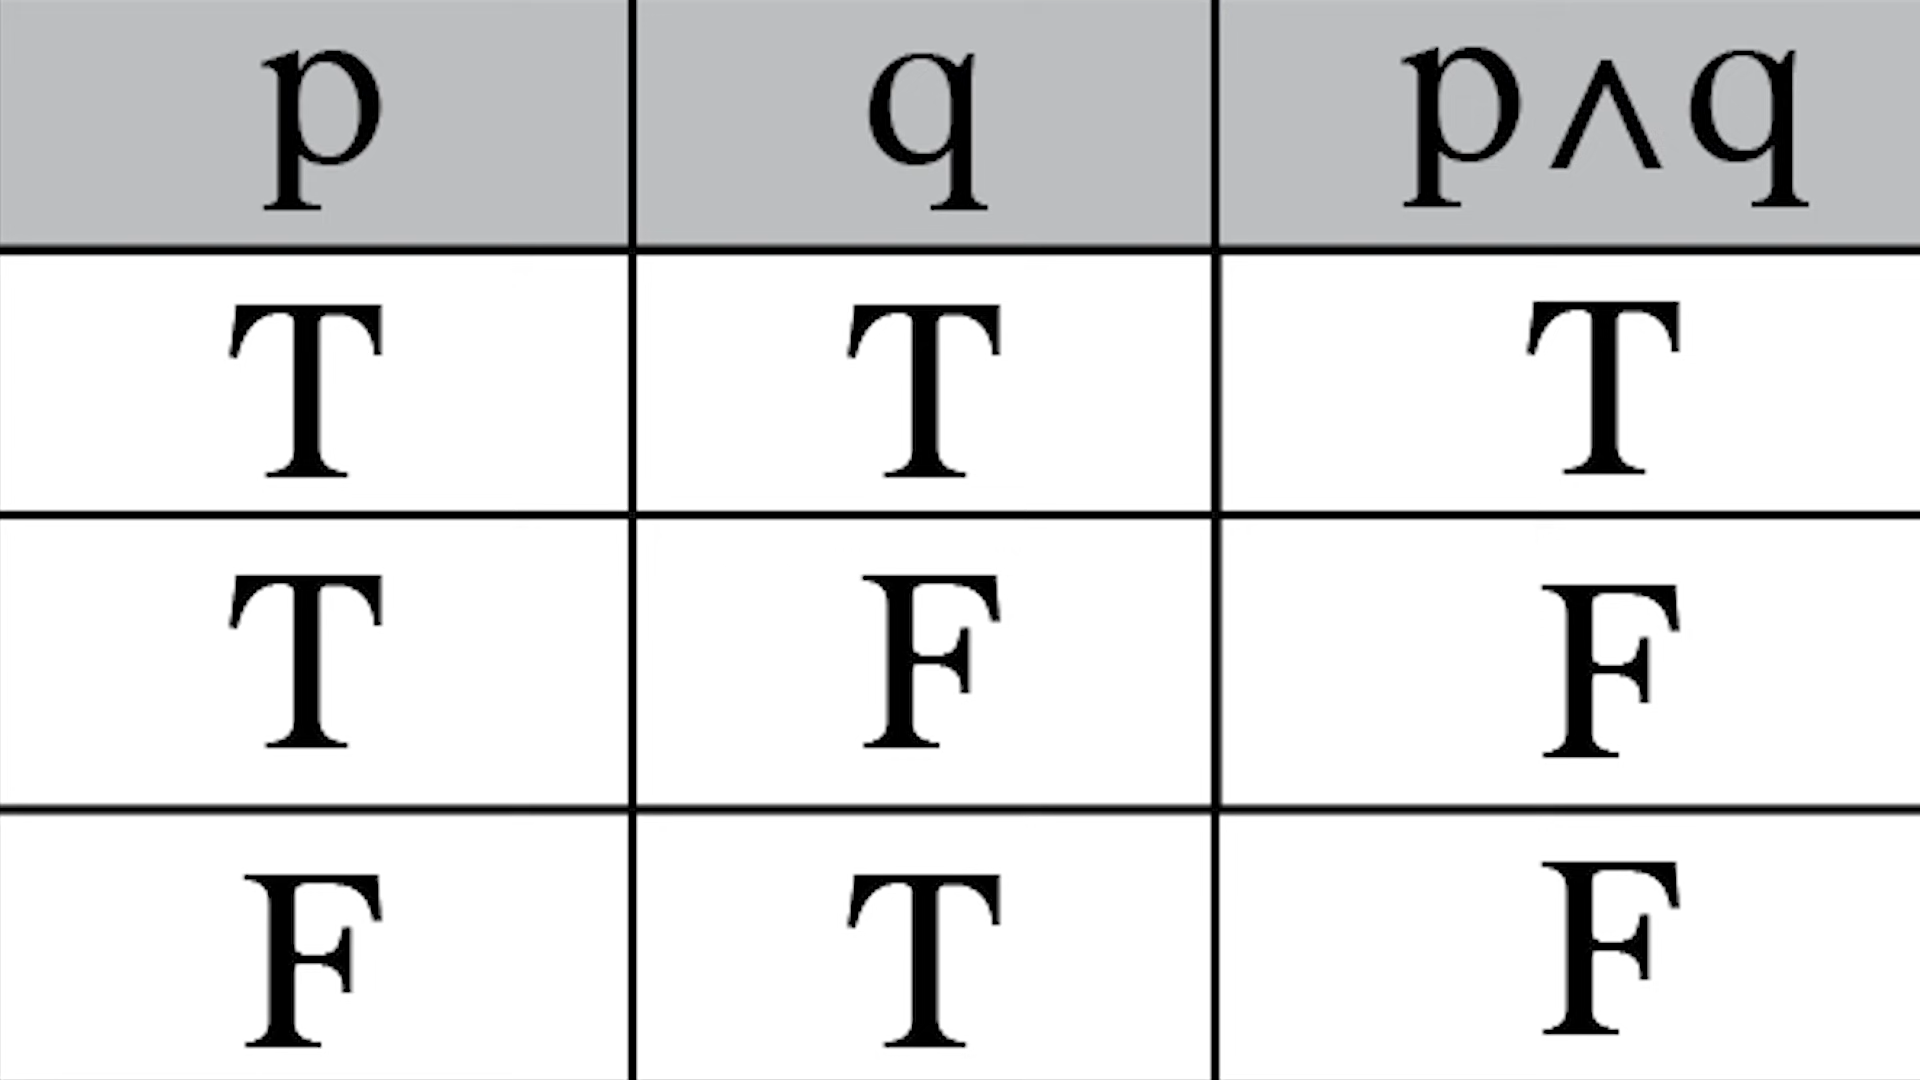 p q p∧q
T T T
T F F
F T F